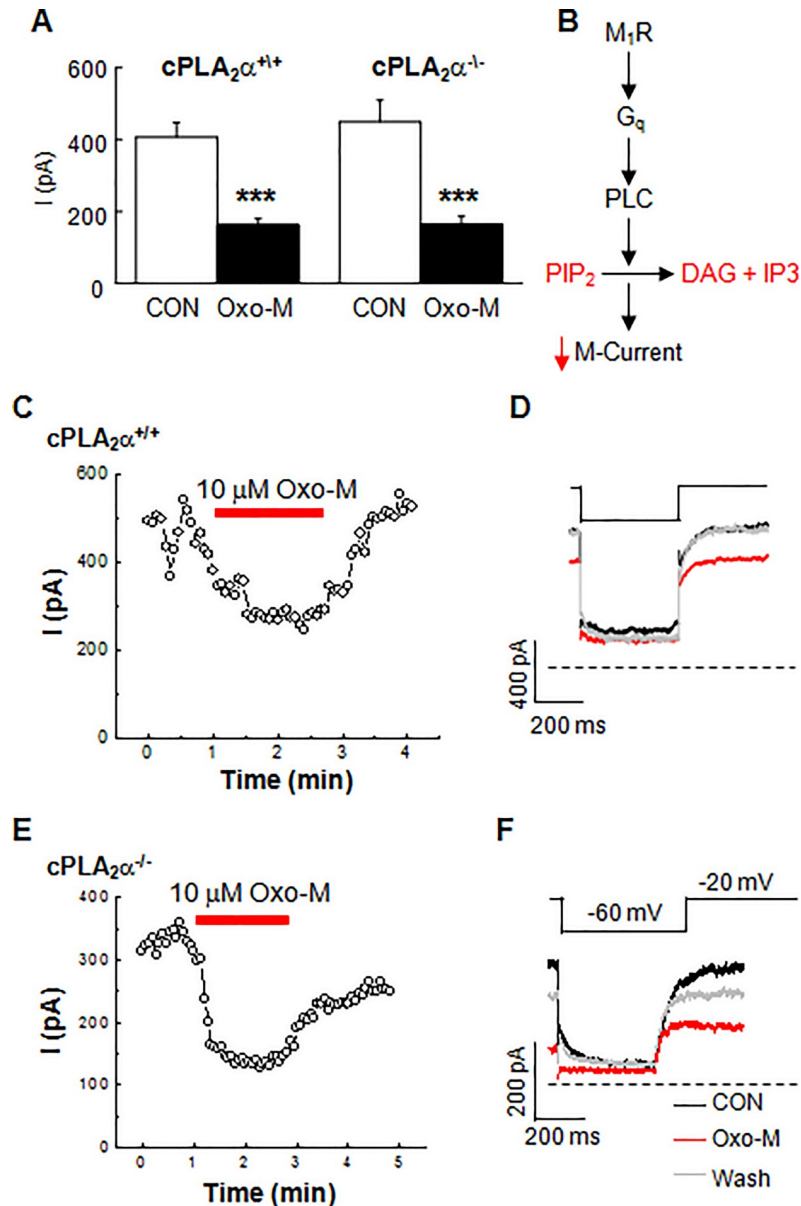 A
cPLA₂α⁺\⁺
cPLA₂α⁻\⁻
I (pA)
600
400
200
0
***
***
CON
Oxo-M
CON
Oxo-M
B
M₁R
Gq
PLC
PIP₂
DAG + IP3
M-Current
C
cPLA₂α⁺/⁺
10 μM Oxo-M
I (pA)
600
400
200
0
0 1 2 3 4
Time (min)
D
400 pA
200 ms
E
cPLA₂α⁻/⁻
10 μM Oxo-M
I (pA)
400
300
200
100
0
0 1 2 3 4 5
Time (min)
F
-20 mV
-60 mV
200 pA
200 ms
CON
Oxo-M
Wash